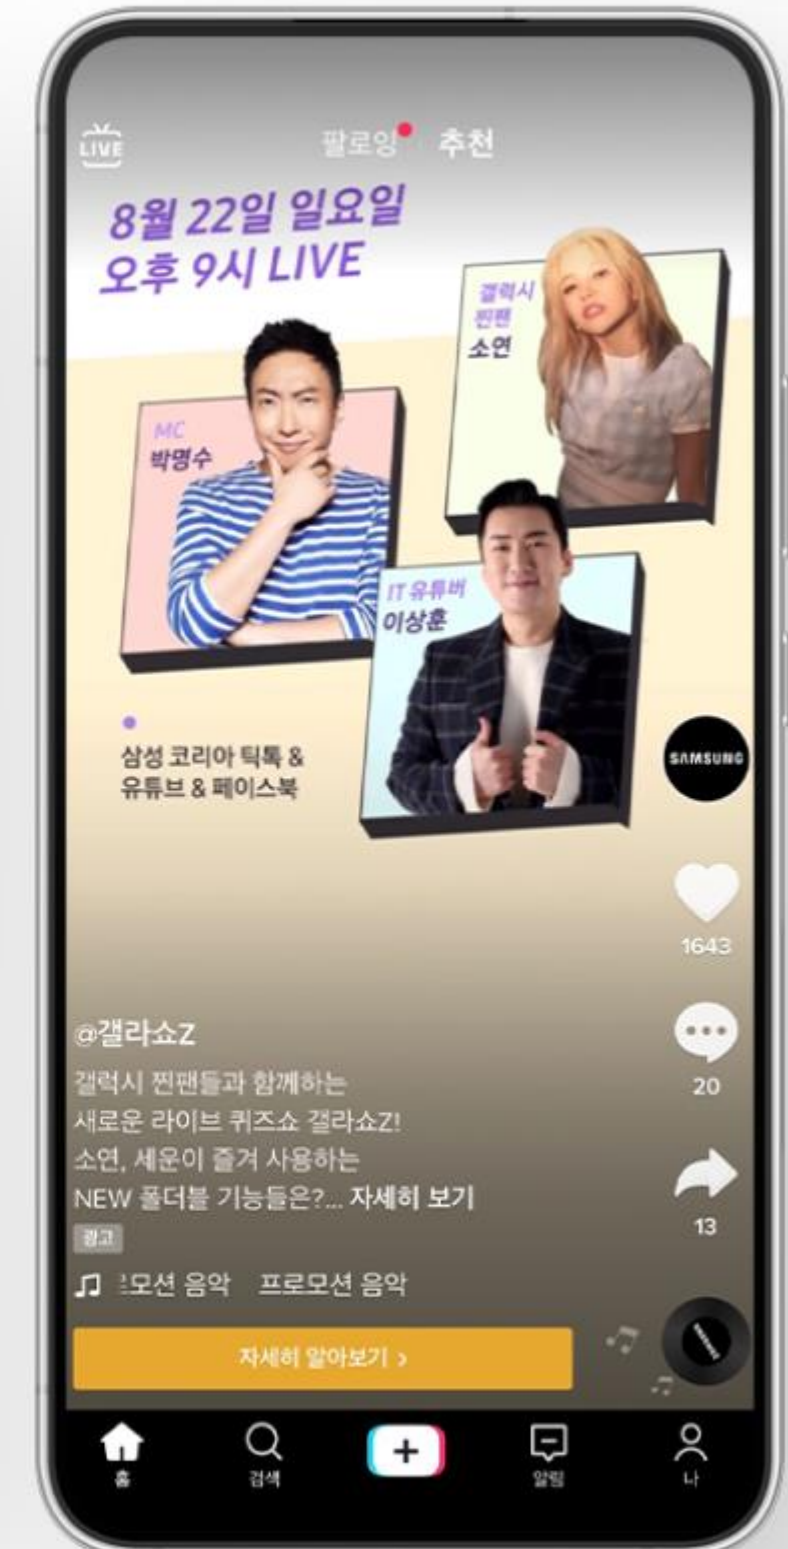 LIVE
팔로잉 추천
8월 22일 일요일
오후 9시 LIVE
갤럭시
찐팬
소연
MC
박명수
IT 유튜버
이상훈
삼성 코리아 틱톡 &
유튜브 & 페이스북
SAMSUNG
1643
20
13
@갤라쇼Z
갤럭시 찐팬들과 함께하는
새로운 라이브 퀴즈쇼 갤라쇼Z!
소연, 세운이 즐겨 사용하는
NEW 폴더블 기능들은?... 자세히 보기
광고
모션 음악 프로모션 음악
자세히 알아보기 >
홈 검색 알림 나